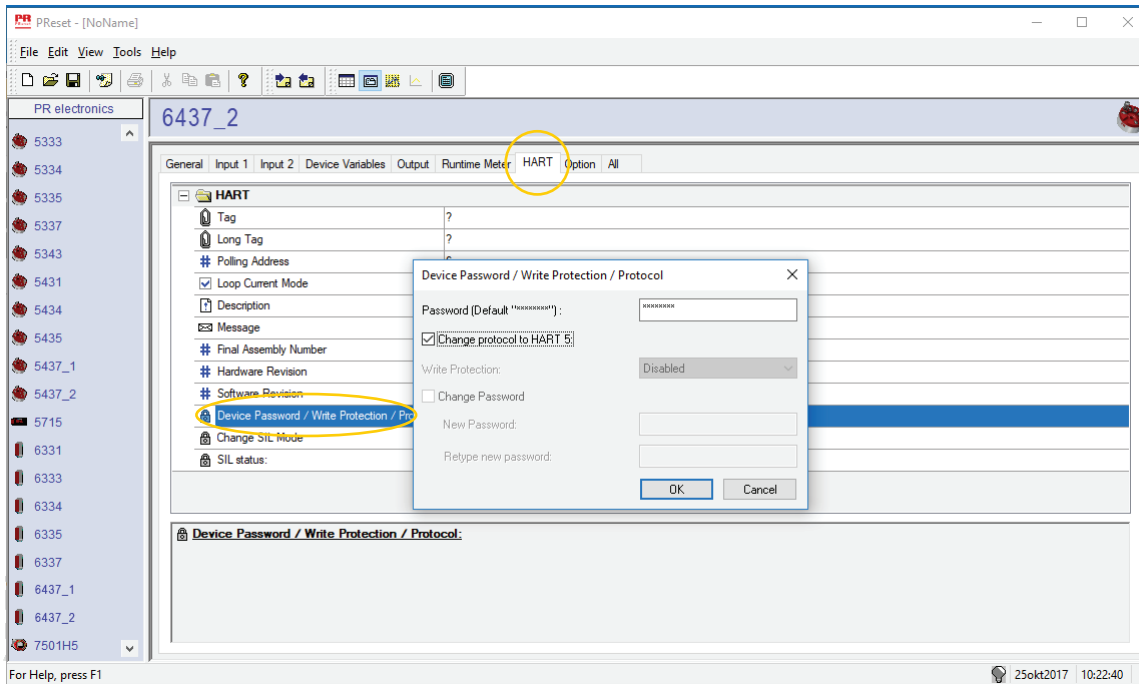 PReset - [NoName]
File Edit View Tools Help
PR electronics
5333
5334
5335
5337
5343
5431
5434
5435
5437_1
5437_2
5715
6331
6333
6334
6335
6337
6437_1
6437_2
7501H5
6437_2
General Input 1 Input 2 Device Variables Output Runtime Meter HART Option All
HART
Tag ?
Long Tag ?
Polling Address
Loop Current Mode
Description
Message
Final Assembly Number
Hardware Revision
Software Revision
Device Password / Write Protection / Pro
Change SIL Mode
SIL status:
Device Password / Write Protection / Protocol
Password (Default "********") : ********
Change protocol to HART 5:
Write Protection: Disabled
Change Password
New Password:
Retype new password:
OK Cancel
Device Password / Write Protection / Protocol:
For Help, press F1 25okt2017 10:22:40